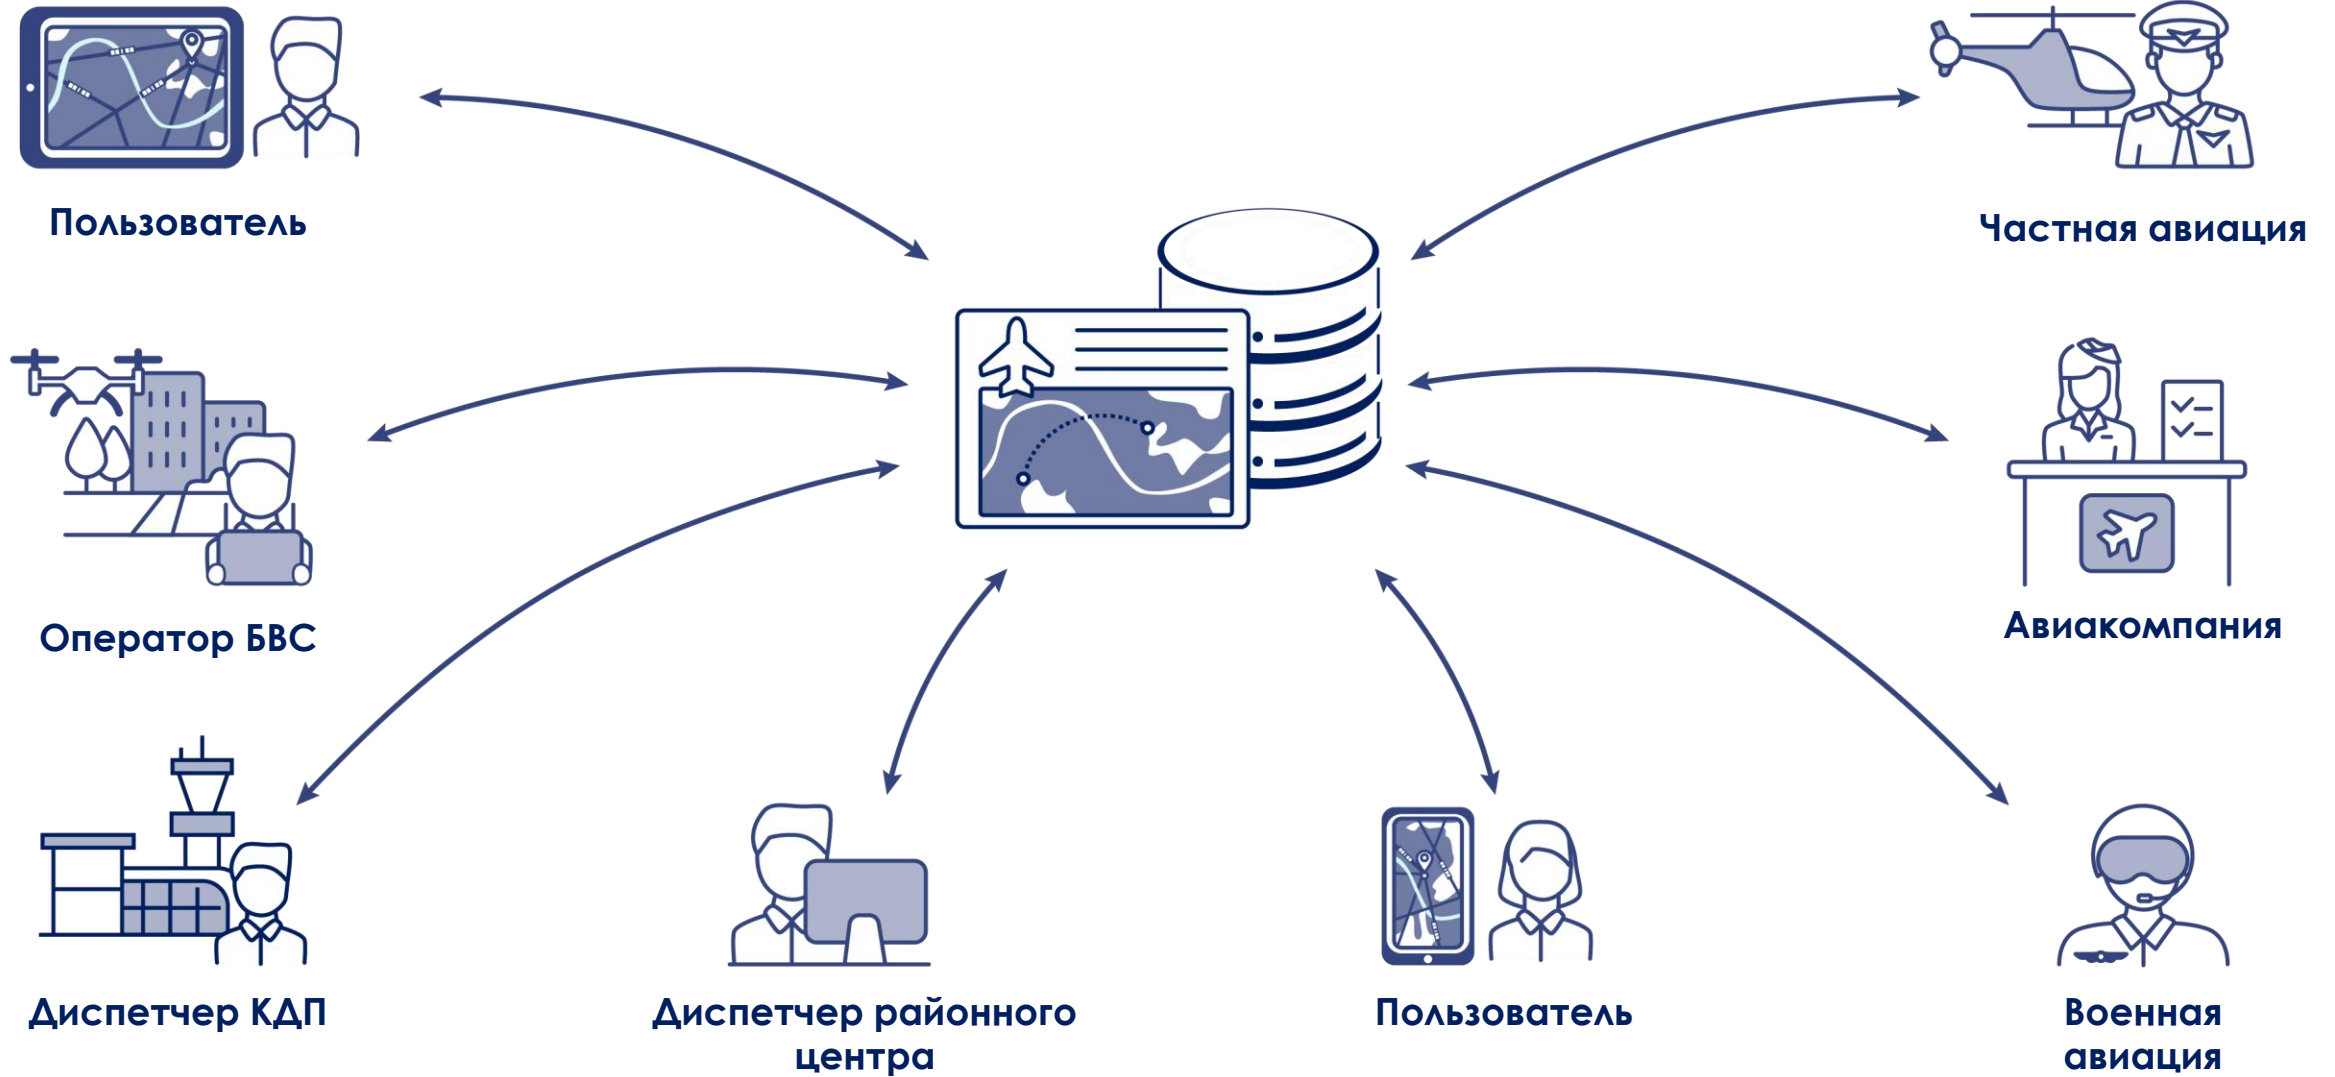 Пользователь
Частная авиация
Оператор БВС
Авиакомпания
Диспетчер КДП
Диспетчер районного
центра
Пользователь
Военная
авиация